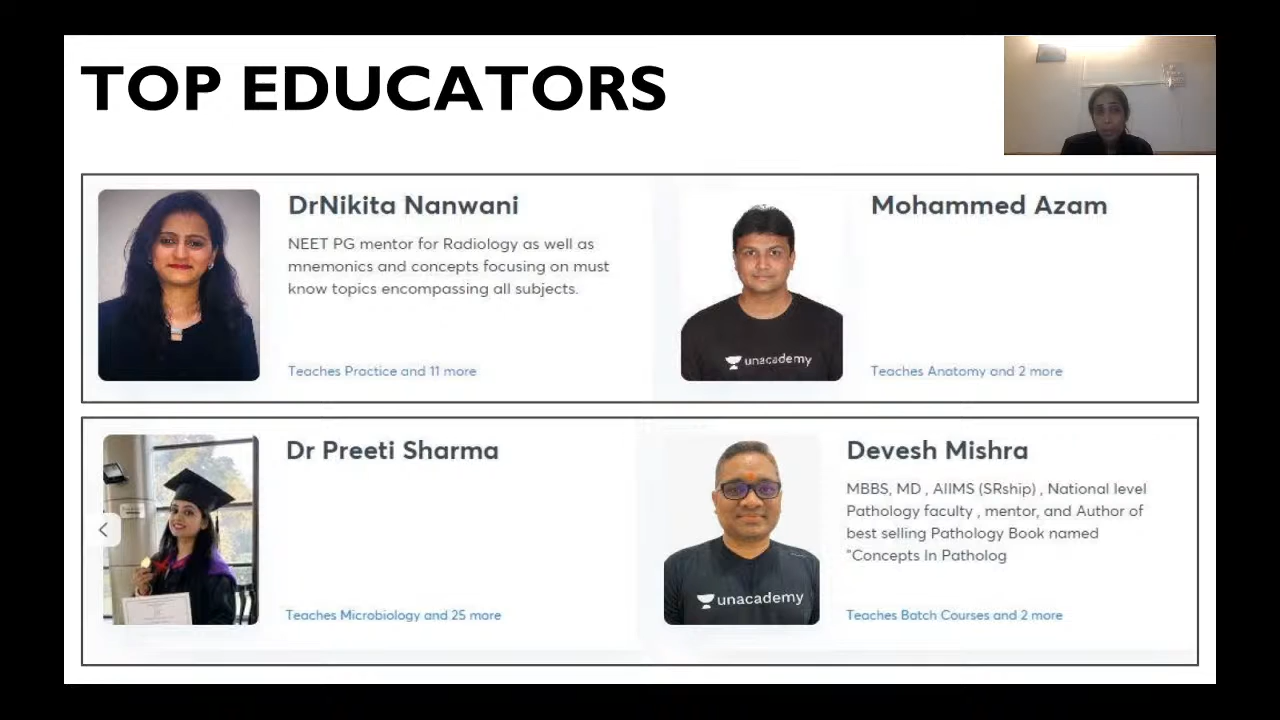 TOP EDUCATORS
DrNikita Nanwani
NEET PG mentor for Radiology as well as
mnemonics and concepts focusing on must
know topics encompassing all subjects.
Teaches Practice and 11 more
Mohammed Azam
unacademy
Teaches Anatomy and 2 more
Dr Preeti Sharma
Teaches Microbiology and 25 more
Devesh Mishra
MBBS, MD , AIIMS (SRship) , National level
Pathology faculty , mentor, and Author of
best selling Pathology Book named
"Concepts In Patholog
unacademy
Teaches Batch Courses and 2 more